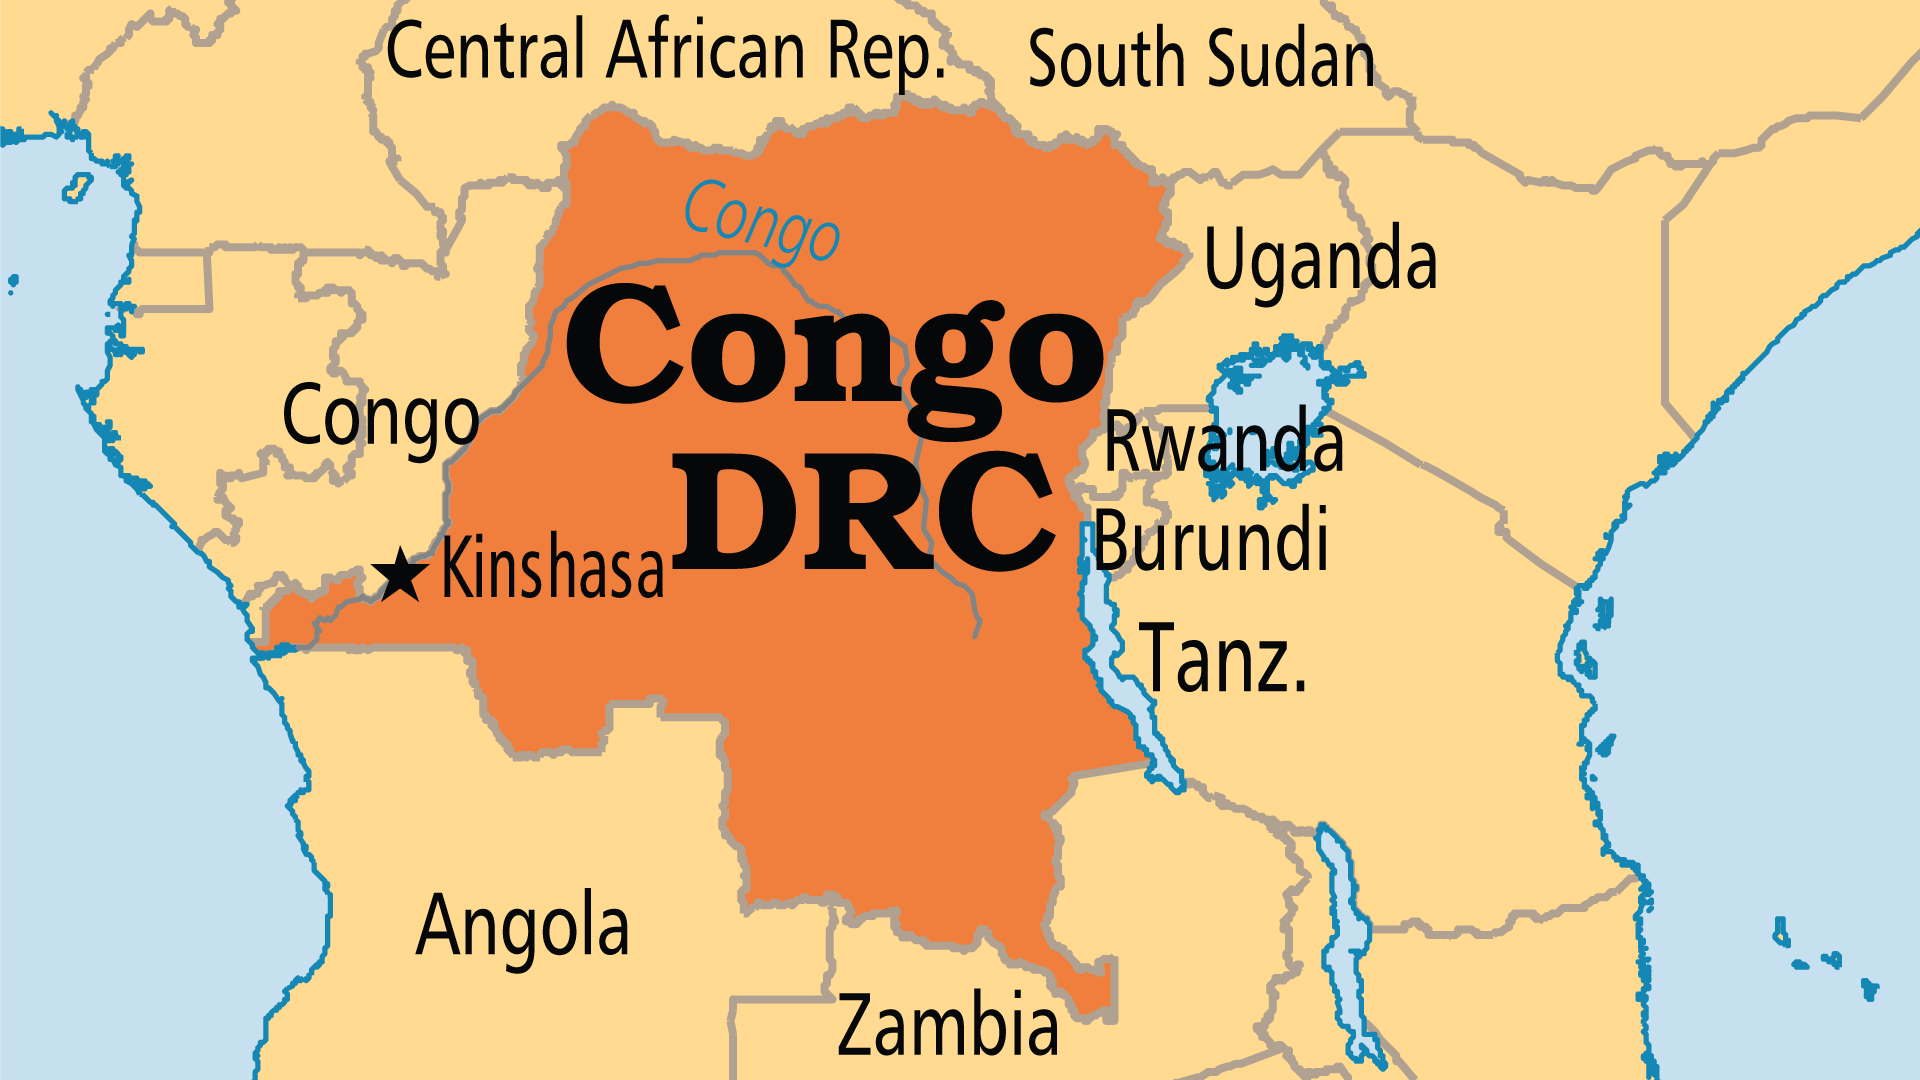 Central African Rep.
South Sudan
Congo
Uganda
Congo
DRC
Congo
Rwanda
Kinshasa
Burundi
Tanz.
Angola
Zambia